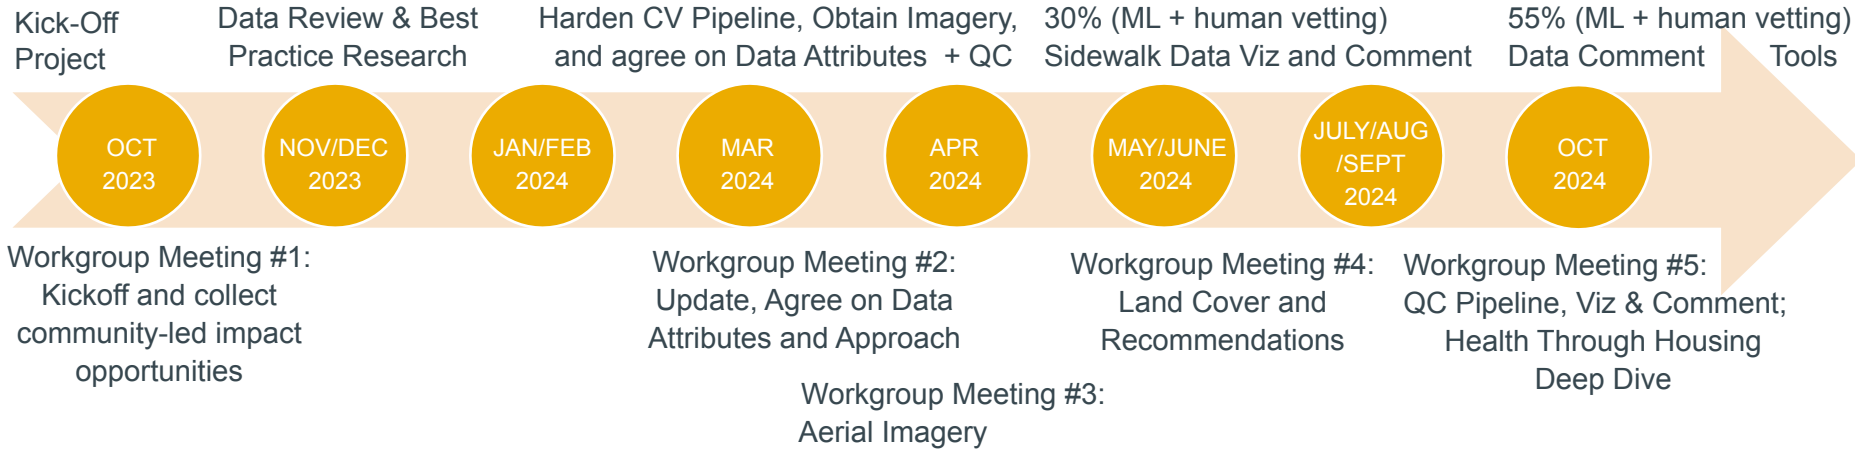 Kick-Off
Project
Data Review & Best
Practice Research
Harden CV Pipeline, Obtain Imagery,
and agree on Data Attributes + QC
30% (ML + human vetting)
Sidewalk Data Viz and Comment
55% (ML + human vetting)
Data Comment Tools
OCT
2023
NOV/DEC
2023
JAN/FEB
2024
MAR
2024
APR
2024
MAY/JUNE
2024
JULY/AUG
/SEPT
2024
OCT
2024
Workgroup Meeting #1:
Kickoff and collect
community-led impact
opportunities
Workgroup Meeting #2:
Update, Agree on Data
Attributes and Approach
Workgroup Meeting #3:
Aerial Imagery
Workgroup Meeting #4:
Land Cover and
Recommendations
Workgroup Meeting #5:
QC Pipeline, Viz & Comment;
Health Through Housing
Deep Dive